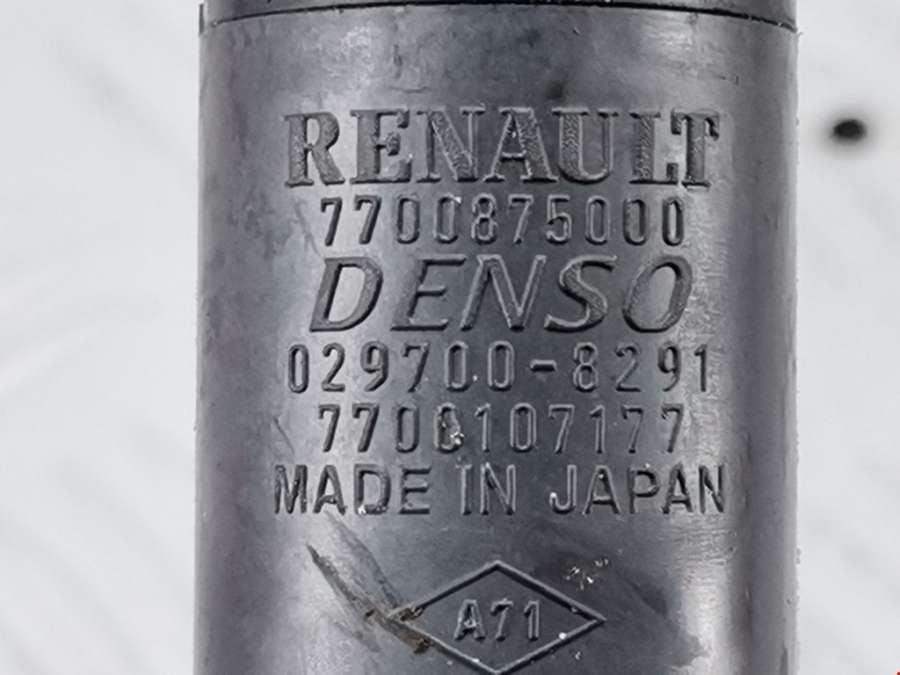 RENAULT
7700875000
DENSO
029700-8291
7700107177
MADE IN JAPAN
A71